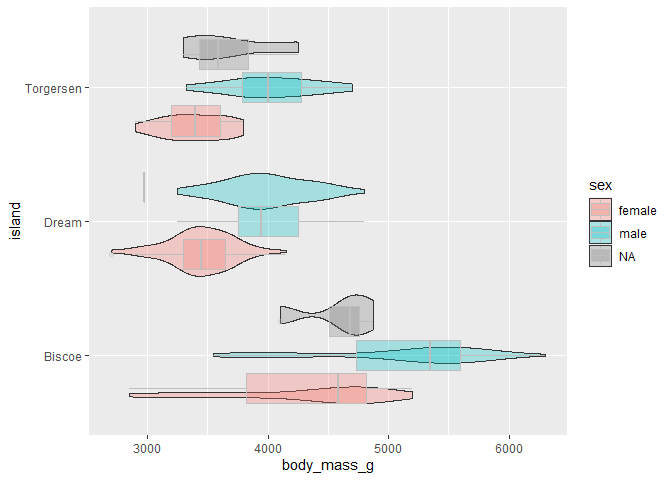 Torgersen
Dream
Biscoe
island
3000 4000 5000 6000
body_mass_g
sex
female
male
NA